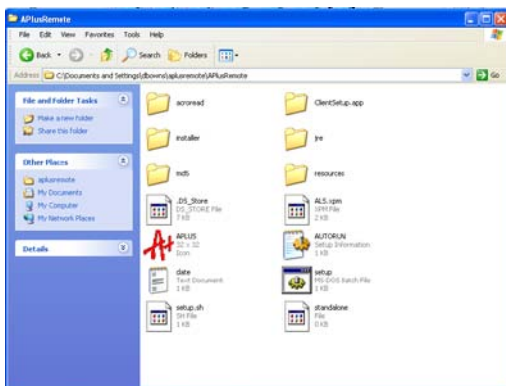 APlusRemote
File Edit View Favorites Tools Help
Back Search Folders
Address C:\Documents and Settings\dbowns\aplusremote\APlusRemote Go
File and Folder Tasks
Make a new folder
Share this folder
Other Places
aplusremote
My Documents
My Computer
My Network Places
Details
acroread
ClientSetup.app
installer
jre
md5
resources
.DS_Store
DS_STORE File
7 KB
ALS.xpm
XPM File
2 KB
A+
APLUS
32 x 32
Icon
AUTORUN
Setup Information
1 KB
date
Text Document
1 KB
setup
MS-DOS Batch File
1 KB
setup.sh
SH File
1 KB
standalone
File
0 KB